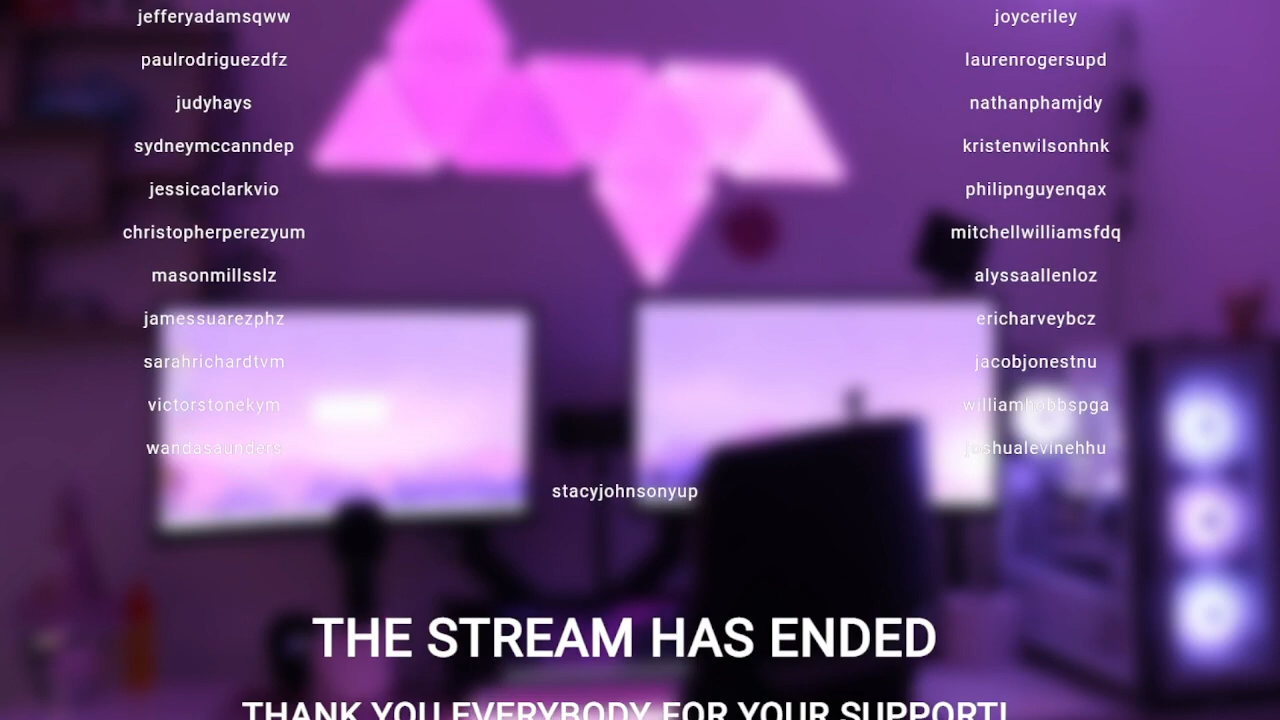 jefferyadamsqww joyceriley
paulrodriguezdfz laurenrogersupd
judyhays nathanphamjdy
sydneymccanndep kristenwilsonhnk
jessicaclarkvio philipnguyenqax
christopherperezyum mitchellwilliamsfdq
masonmillsslz alyssaallenloz
jamessuarezphz ericharveybcz
sarahrichardtvm jacobjonestnu
victorstonekym williamhobbspga
wandasaunders joshualevinehhu
stacyjohnsonyup
THE STREAM HAS ENDED
THANK YOU EVERYBODY FOR YOUR SUPPORT!